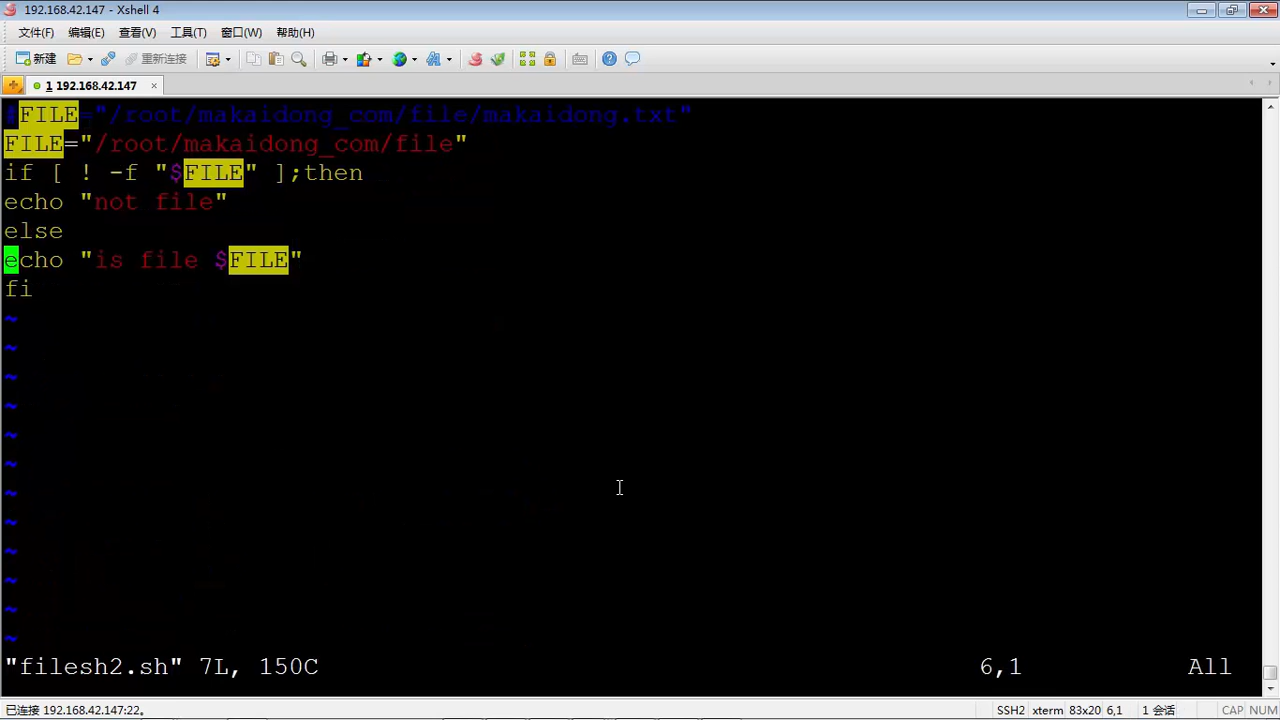 192.168.42.147 - Xshell 4
文件(F) 编辑(E) 查看(V) 工具(T) 窗口(W) 帮助(H)
新建 重新连接
1 192.168.42.147
#FILE="/root/makaidong_com/file/makaidong.txt"
FILE="/root/makaidong_com/file"
if [ ! -f "$FILE" ];then
echo "not file"
else
echo "is file $FILE"
fi
~
~
~
~
~
~
~
~
~
~
~
~
"filesh2.sh" 7L, 150C 6,1 All
已连接 192.168.42.147:22。 SSH2 xterm 83x20 6,1 1 会话 CAP NUM